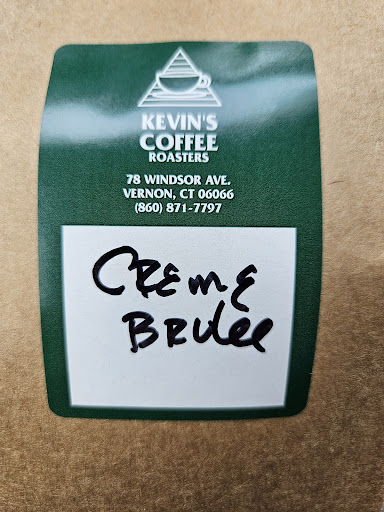 KEVIN'S
COFFEE
ROASTERS
78 WINDSOR AVE.
VERNON, CT 06066
(860) 871-7797
CREME
BRULEE